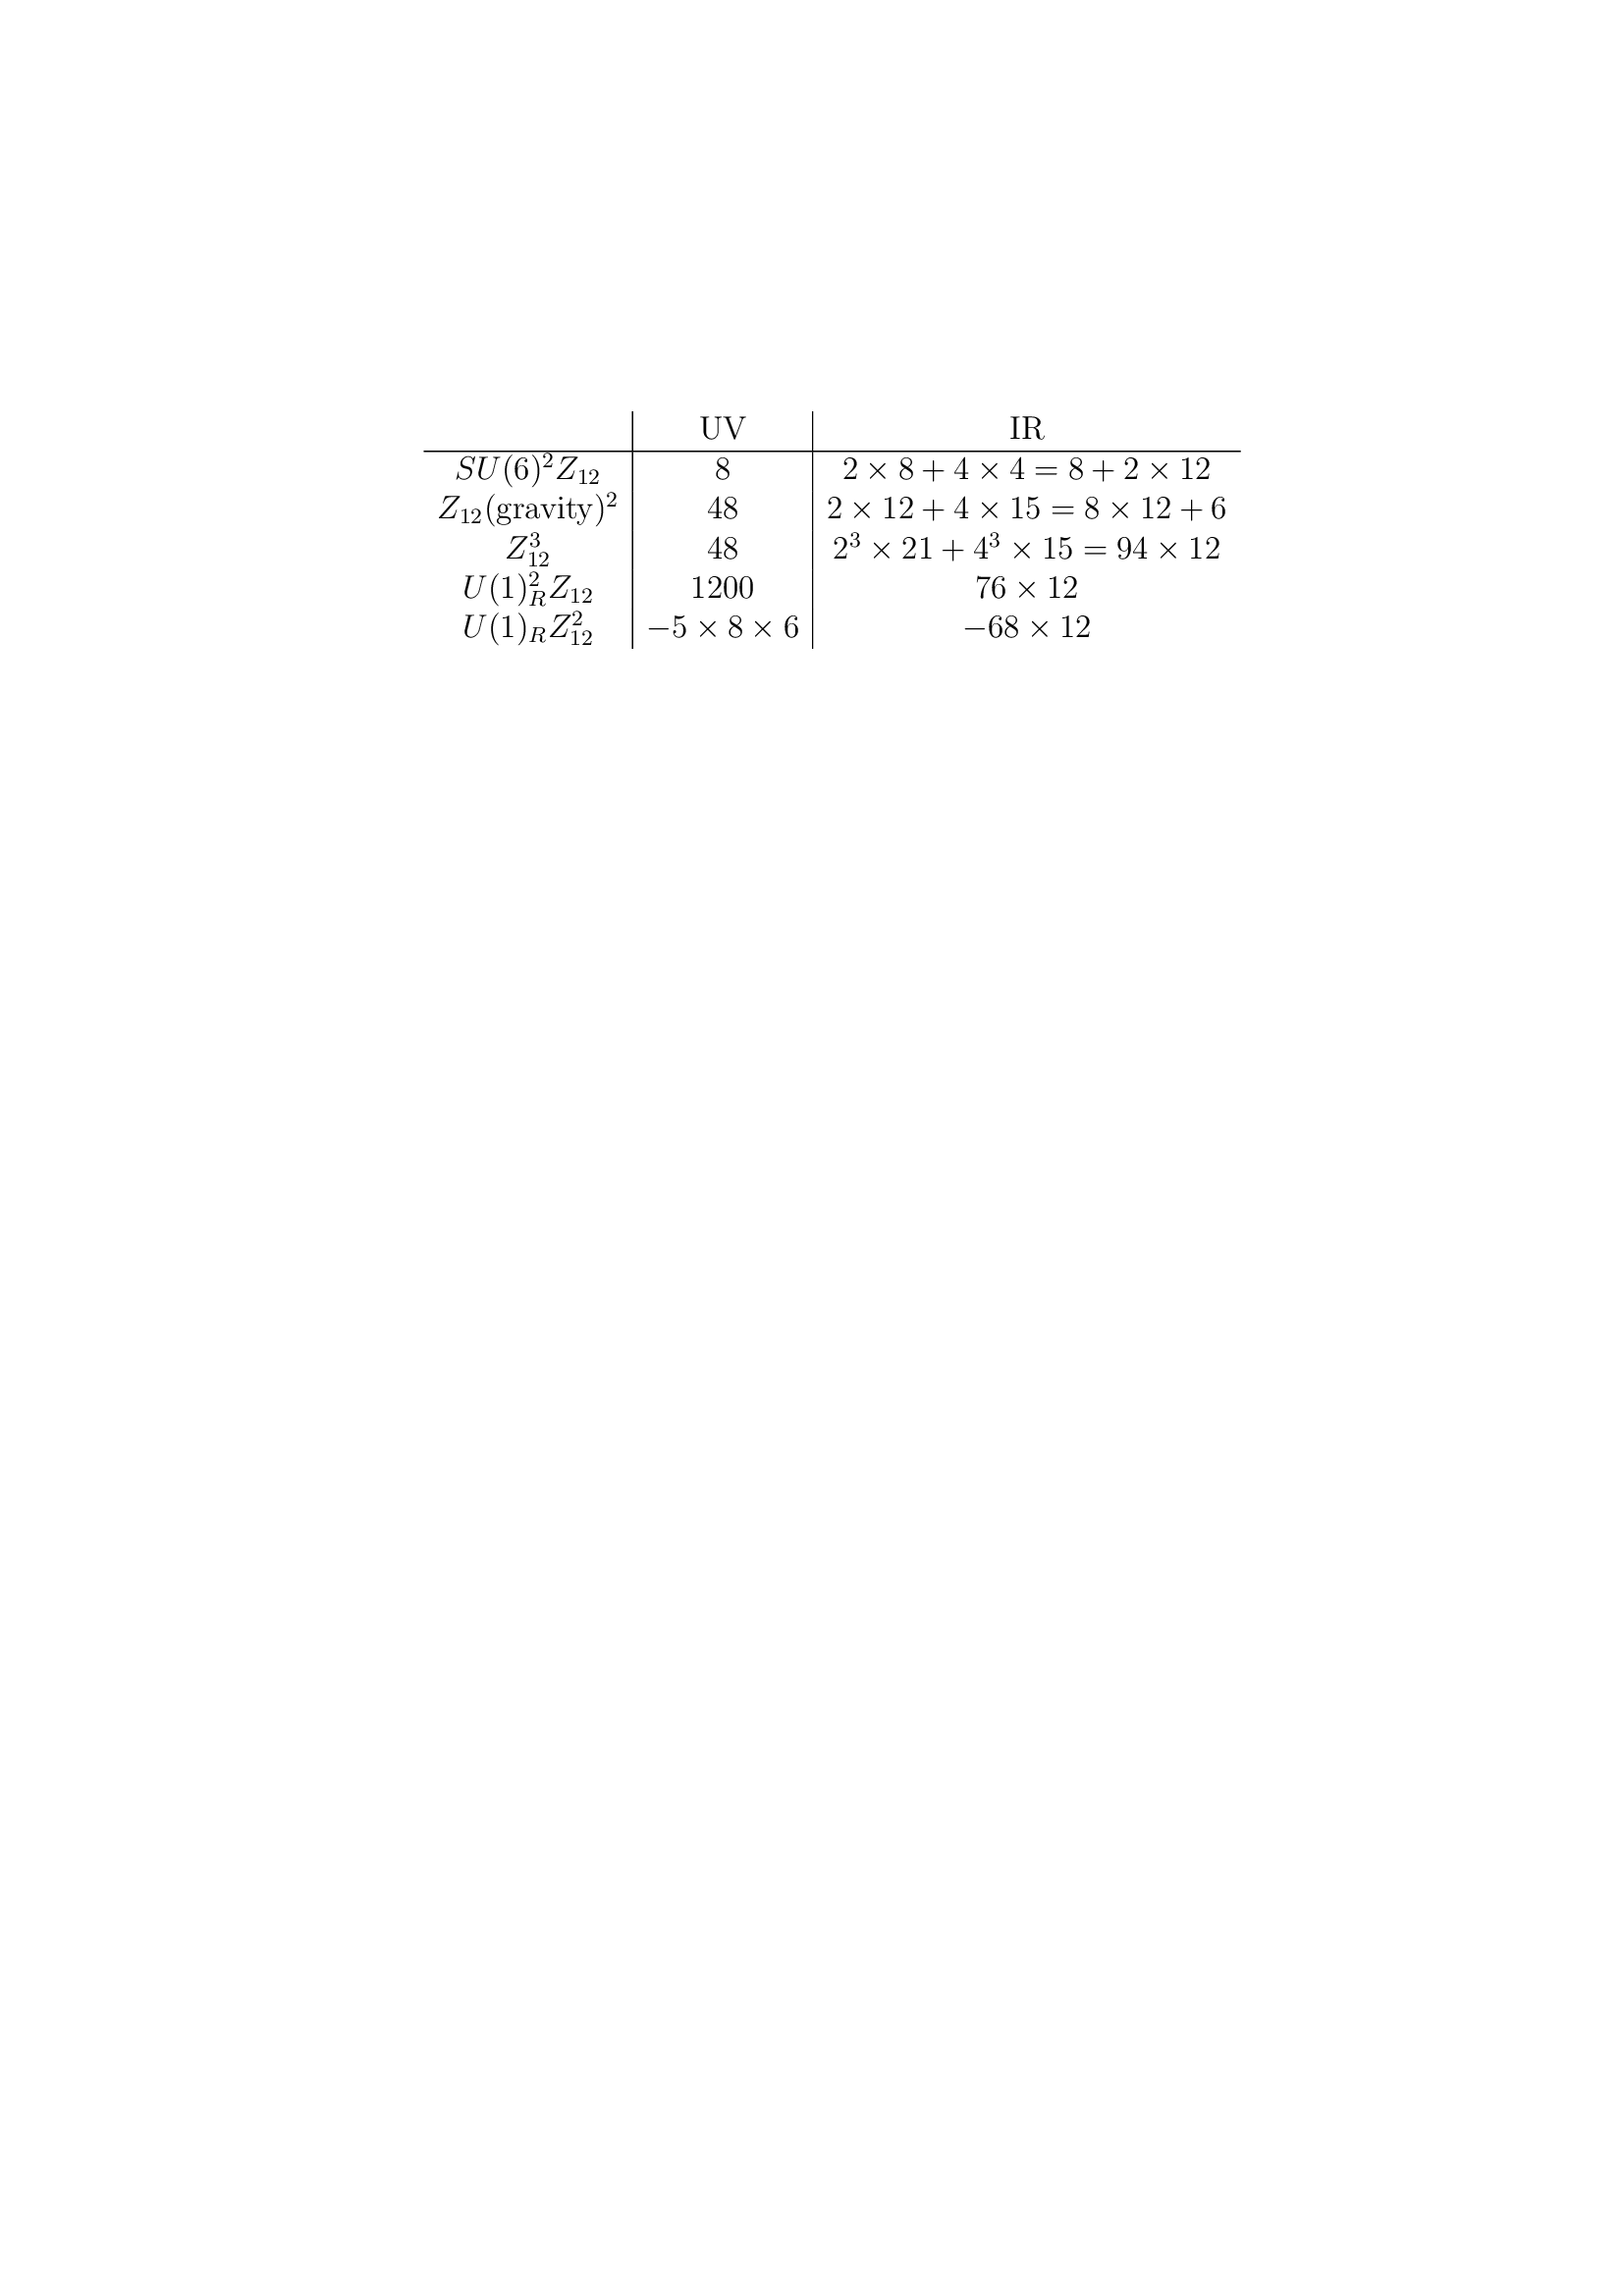 UV IR
$SU(6)^2 Z_{12}$ 8 $2 \times 8 + 4 \times 4 = 8 + 2 \times 12$
$Z_{12}(\text{gravity})^2$ 48 $2 \times 12 + 4 \times 15 = 8 \times 12 + 6$
$Z_{12}^3$ 48 $2^3 \times 21 + 4^3 \times 15 = 94 \times 12$
$U(1)_R^2 Z_{12}$ 1200 $76 \times 12$
$U(1)_R Z_{12}^2$ $-5 \times 8 \times 6$ $-68 \times 12$